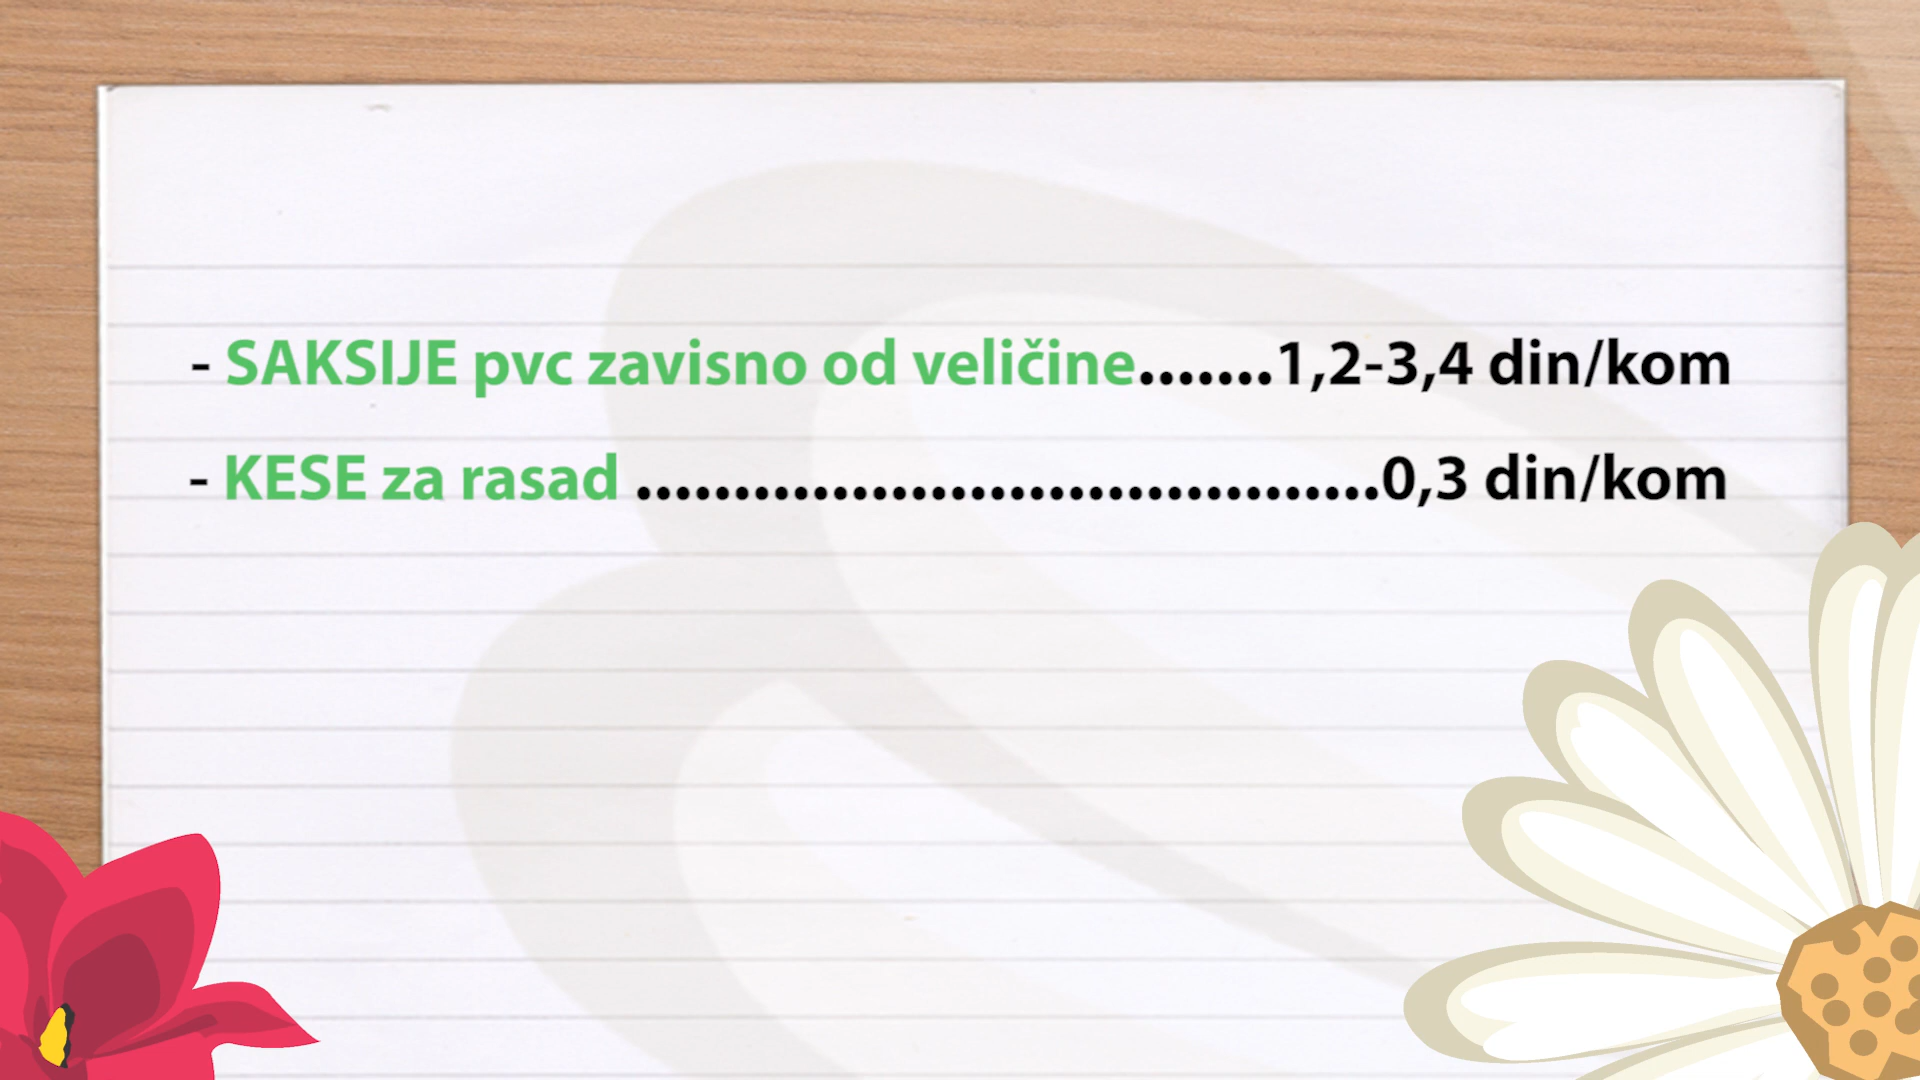 - SAKSIJE pvc zavisno od veličine.......1,2-3,4 din/kom
- KESE za rasad ......................................0,3 din/kom